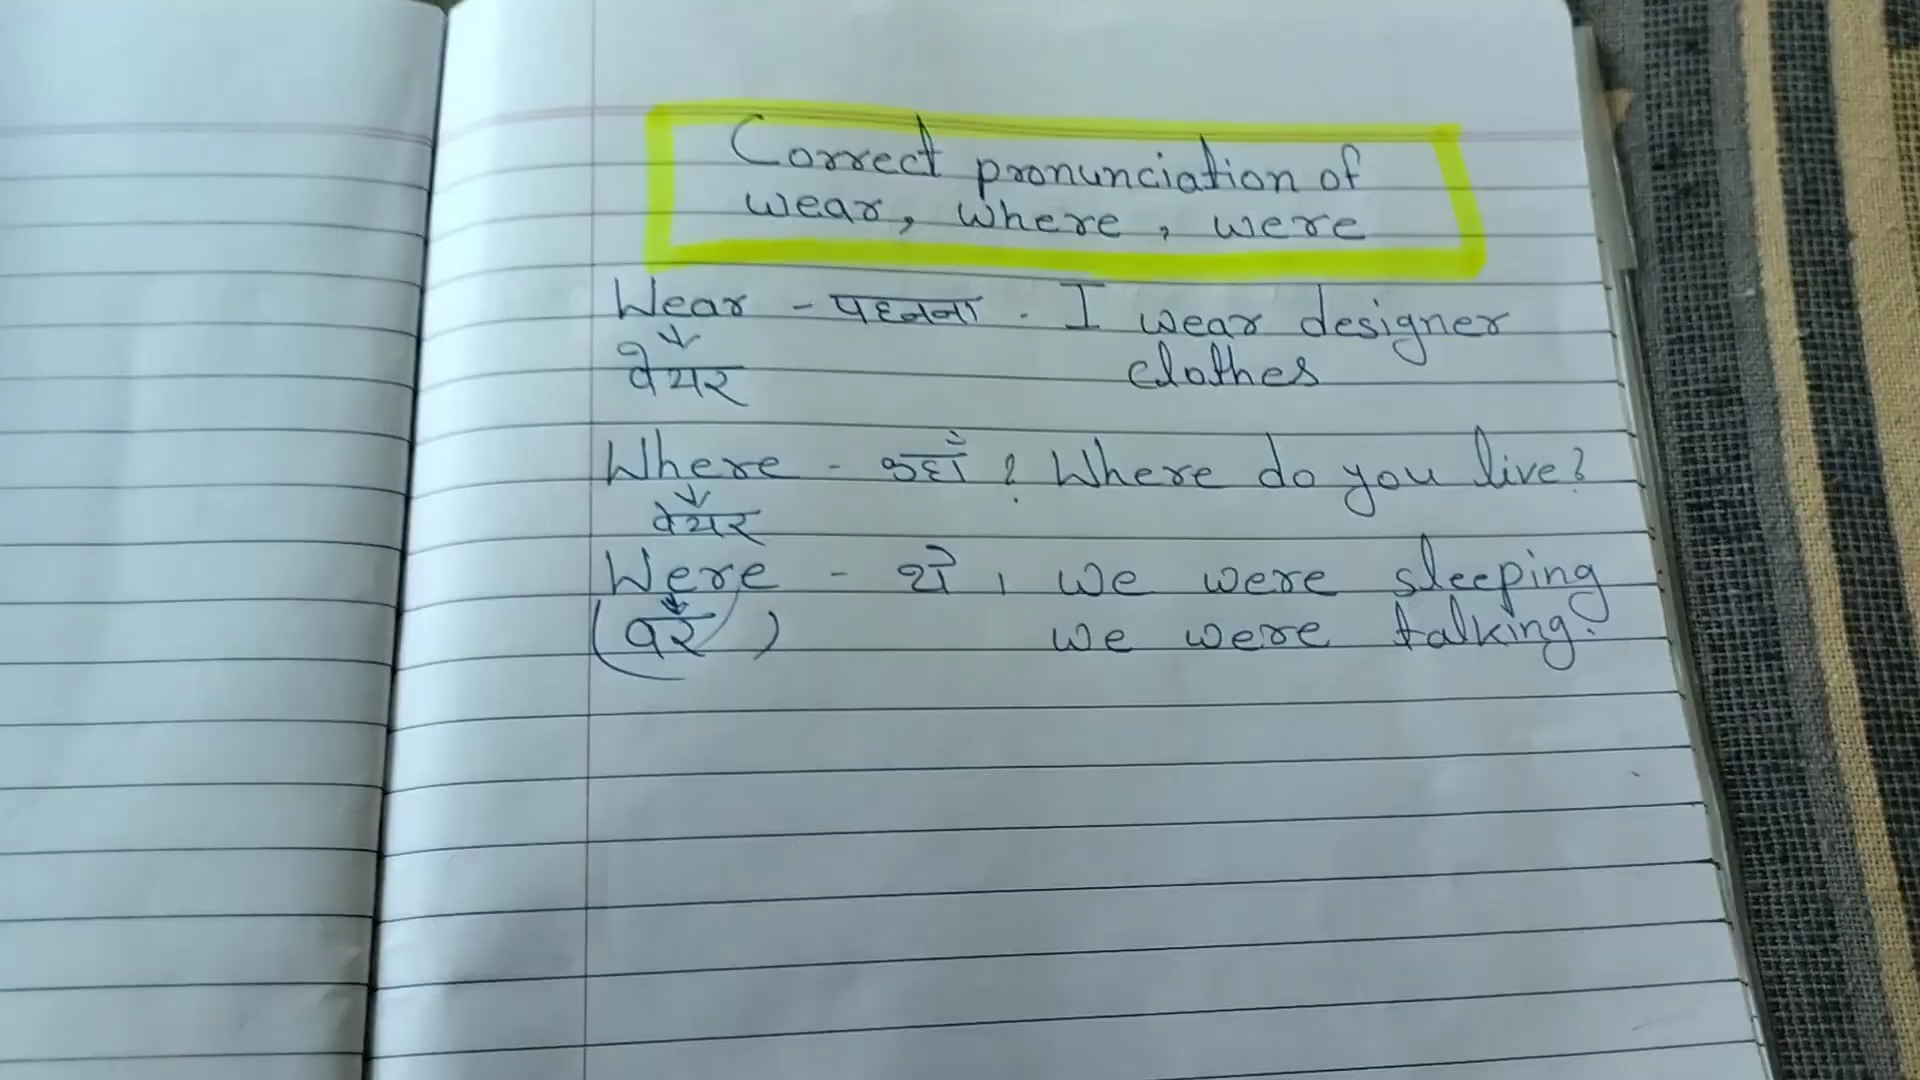 Correct pronunciation of
wear, where, were
Wear - पहनना . I wear designer
वेयर clothes
Where - कहाँ ? Where do you live?
वेयर
Were - थे , we were sleeping
(वर) we were talking.